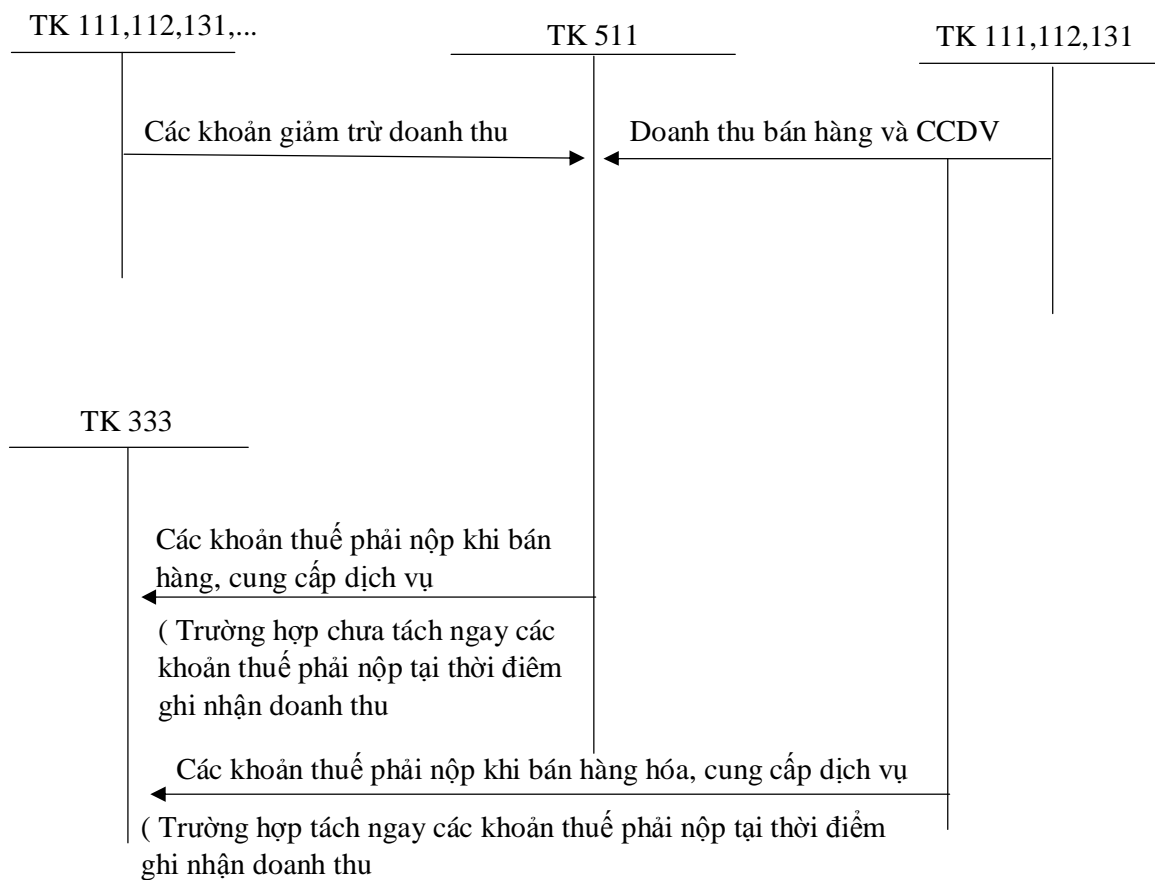 TK 111,112,131,...
TK 511
TK 111,112,131
Các khoản giảm trừ doanh thu
Doanh thu bán hàng và CCDV
TK 333
Các khoản thuế phải nộp khi bán
hàng, cung cấp dịch vụ
( Trường hợp chưa tách ngay các
khoản thuế phải nộp tại thời điêm
ghi nhận doanh thu
Các khoản thuế phải nộp khi bán hàng hóa, cung cấp dịch vụ
( Trường hợp tách ngay các khoản thuế phải nộp tại thời điểm
ghi nhận doanh thu